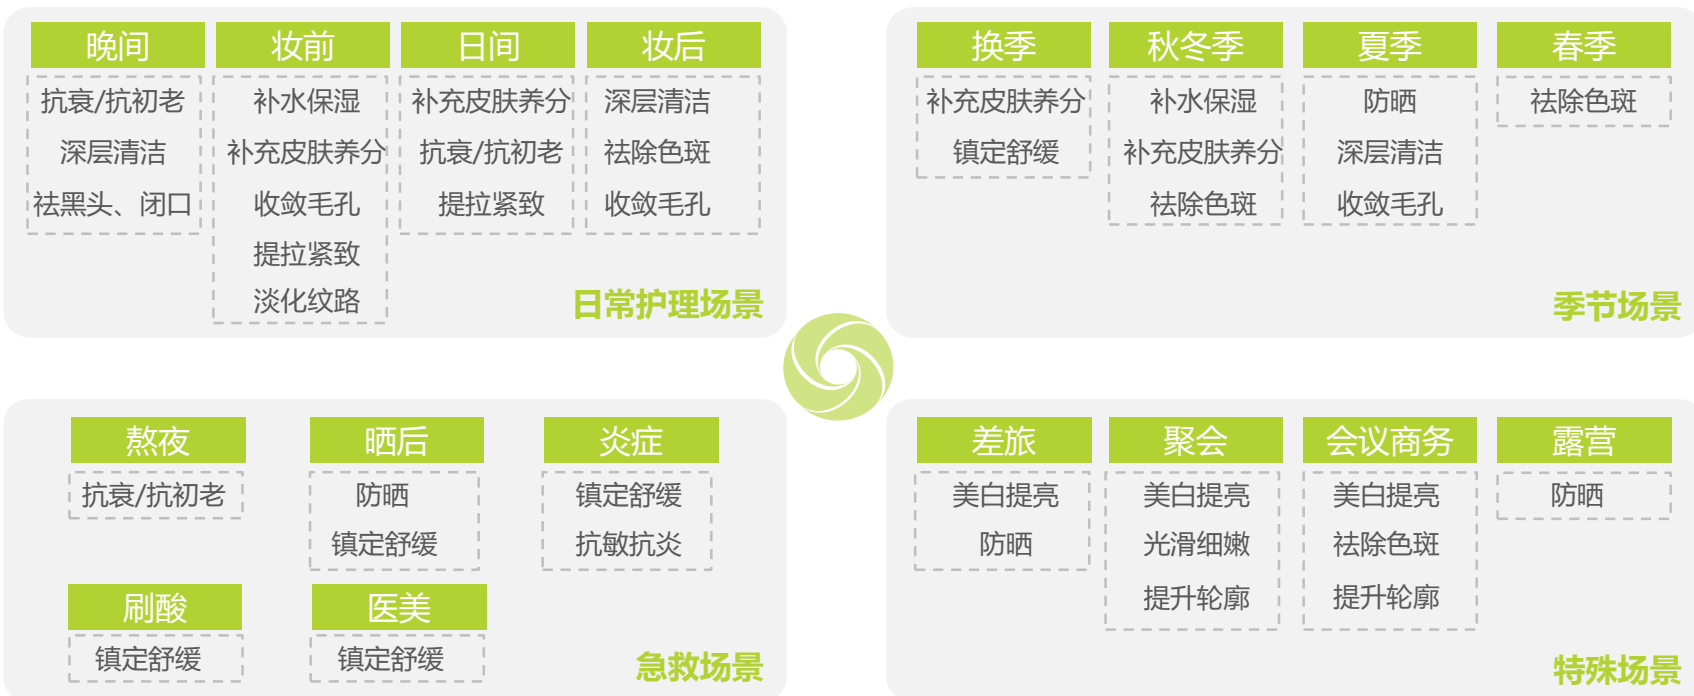 晚间
抗衰/抗初老
深层清洁
祛黑头、闭口
妆前
补水保湿
补充皮肤养分
收敛毛孔
提拉紧致
淡化纹路
日间
补充皮肤养分
抗衰/抗初老
提拉紧致
妆后
深层清洁
祛除色斑
收敛毛孔
日常护理场景
换季
补充皮肤养分
镇定舒缓
秋冬季
补水保湿
补充皮肤养分
祛除色斑
夏季
防晒
深层清洁
收敛毛孔
春季
祛除色斑
季节场景
熬夜
抗衰/抗初老
晒后
防晒
镇定舒缓
炎症
镇定舒缓
抗敏抗炎
刷酸
镇定舒缓
医美
镇定舒缓
急救场景
差旅
美白提亮
防晒
聚会
美白提亮
光滑细嫩
提升轮廓
会议商务
美白提亮
祛除色斑
提升轮廓
露营
防晒
特殊场景